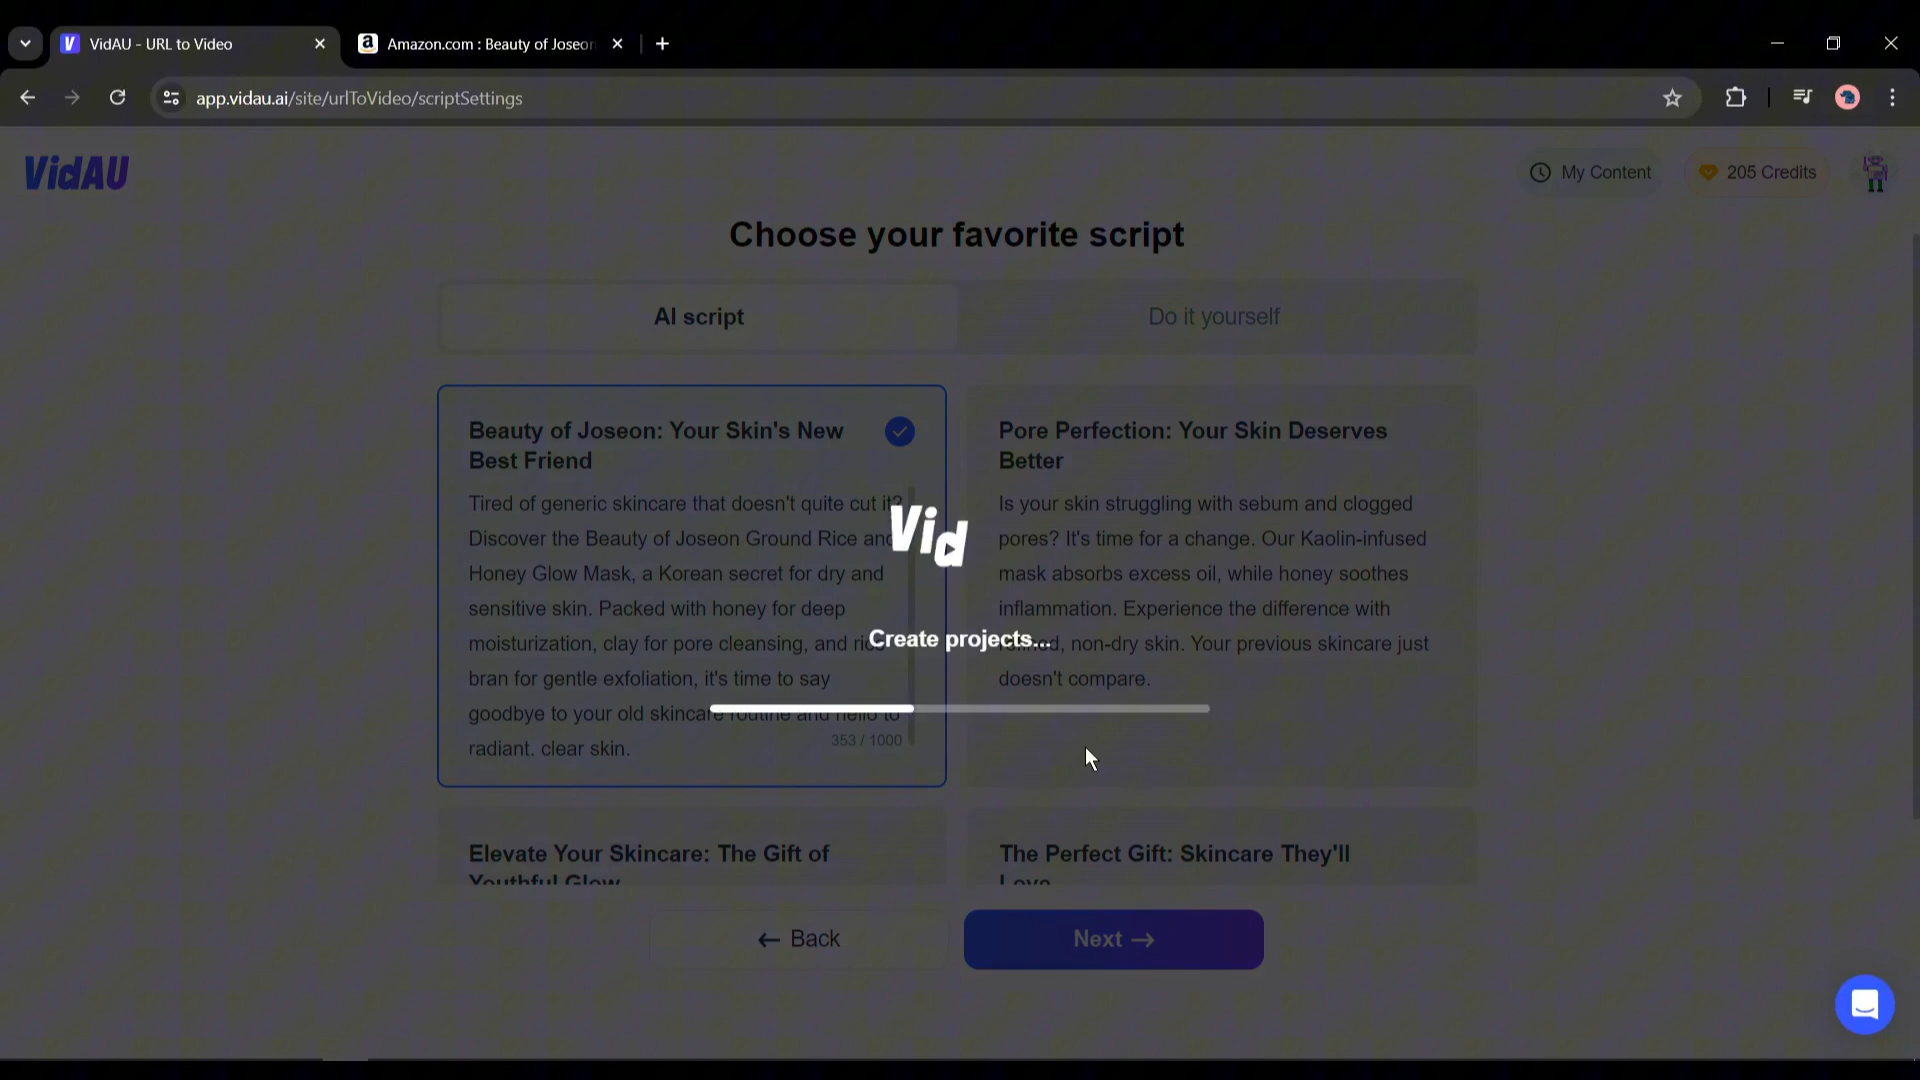 VidAU - URL to Video
Amazon.com : Beauty of Joseon
app.vidau.ai/site/urlToVideo/scriptSettings
VidAU
My Content
205 Credits
Choose your favorite script
AI script
Do it yourself
Beauty of Joseon: Your Skin's New
Best Friend
Tired of generic skincare that doesn't quite cut it?
Discover the Beauty of Joseon Ground Rice and
Honey Glow Mask, a Korean secret for dry and
sensitive skin. Packed with honey for deep
moisturization, clay for pore cleansing, and rice
bran for gentle exfoliation, it's time to say
goodbye to your old skincare routine and hello to
radiant, clear skin.
353 / 1000
Pore Perfection: Your Skin Deserves
Better
Is your skin struggling with sebum and clogged
pores? It's time for a change. Our Kaolin-infused
mask absorbs excess oil, while honey soothes
inflammation. Experience the difference with
refined, non-dry skin. Your previous skincare just
doesn't compare.
Vid
Create projects...
Elevate Your Skincare: The Gift of
Youthful Glow
The Perfect Gift: Skincare They'll
Love
Back
Next